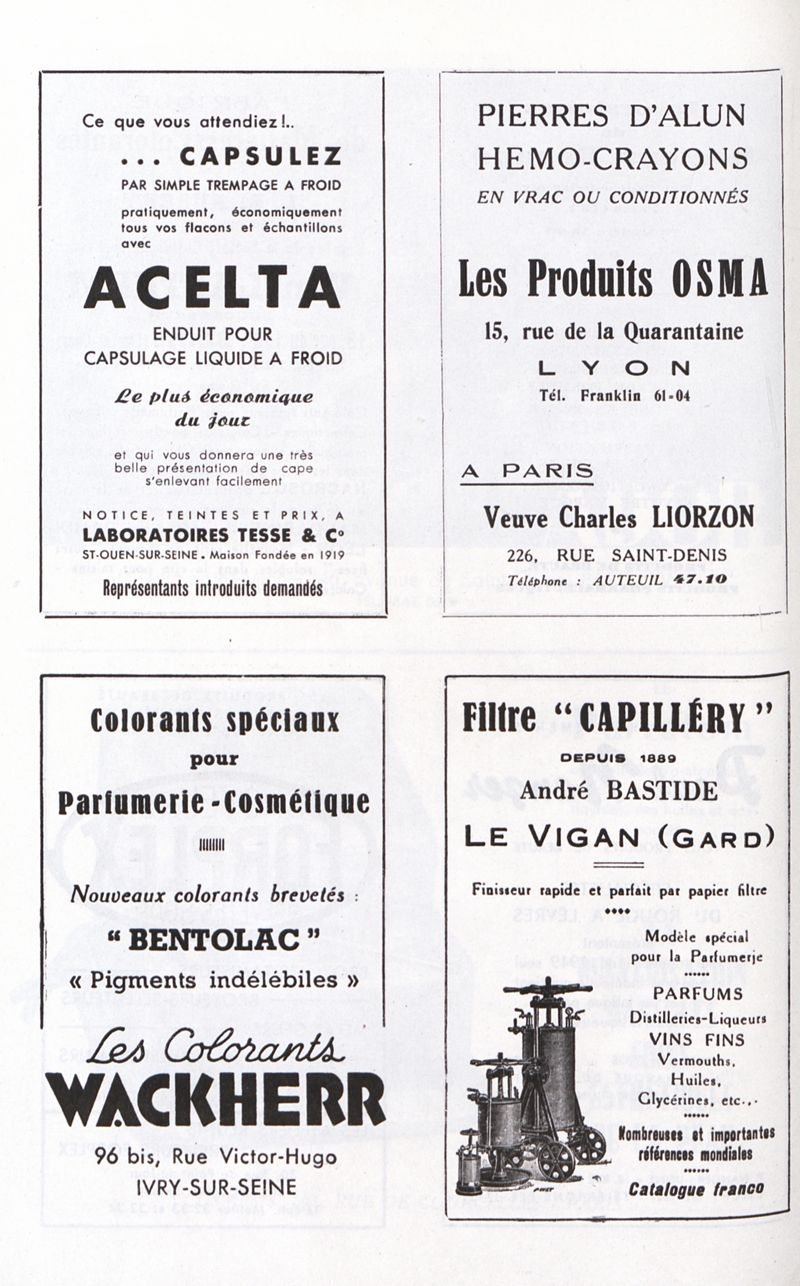 Ce que vous attendiez!..
... CAPSULEZ
PAR SIMPLE TREMPAGE A FROID
pratiquement, économiquement
tous vos flacons et échantillons
avec
ACELTA
ENDUIT POUR
CAPSULAGE LIQUIDE A FROID
Le plus économique
du jour
et qui vous donnera une très
belle présentation de cape
s'enlevant facilement
NOTICE, TEINTES ET PRIX, A
LABORATOIRES TESSE & Cº
ST-OUEN-SUR-SEINE. Maison Fondée en 1919
Représentants introduits demandés
PIERRES D'ALUN
HEMO-CRAYONS
EN VRAC OU CONDITIONNÉS
Les Produits OSMA
15, rue de la Quarantaine
LYON
Tél. Franklin 61-04
A PARIS
Veuve Charles LIORZON
226, RUE SAINT-DENIS
Téléphone : AUTEUIL 47.10
Colorants spéciaux
pour
Parfumerie-Cosmétique
Nouveaux colorants brevetés :
“ BENTOLAC ”
« Pigments indélébiles »
Les Colorants
WACKHERR
96 bis, Rue Victor-Hugo
IVRY-SUR-SEINE
Filtre “ CAPILLÉRY ”
DEPUIS 1889
André BASTIDE
LE VIGAN (GARD)
Finisseur rapide et parfait par papier filtre
Modèle spécial
pour la Parfumerie
PARFUMS
Distilleries-Liqueurs
VINS FINS
Vermouths,
Huiles,
Glycérines, etc...
Nombreuses et importantes
références mondiales
Catalogue franco